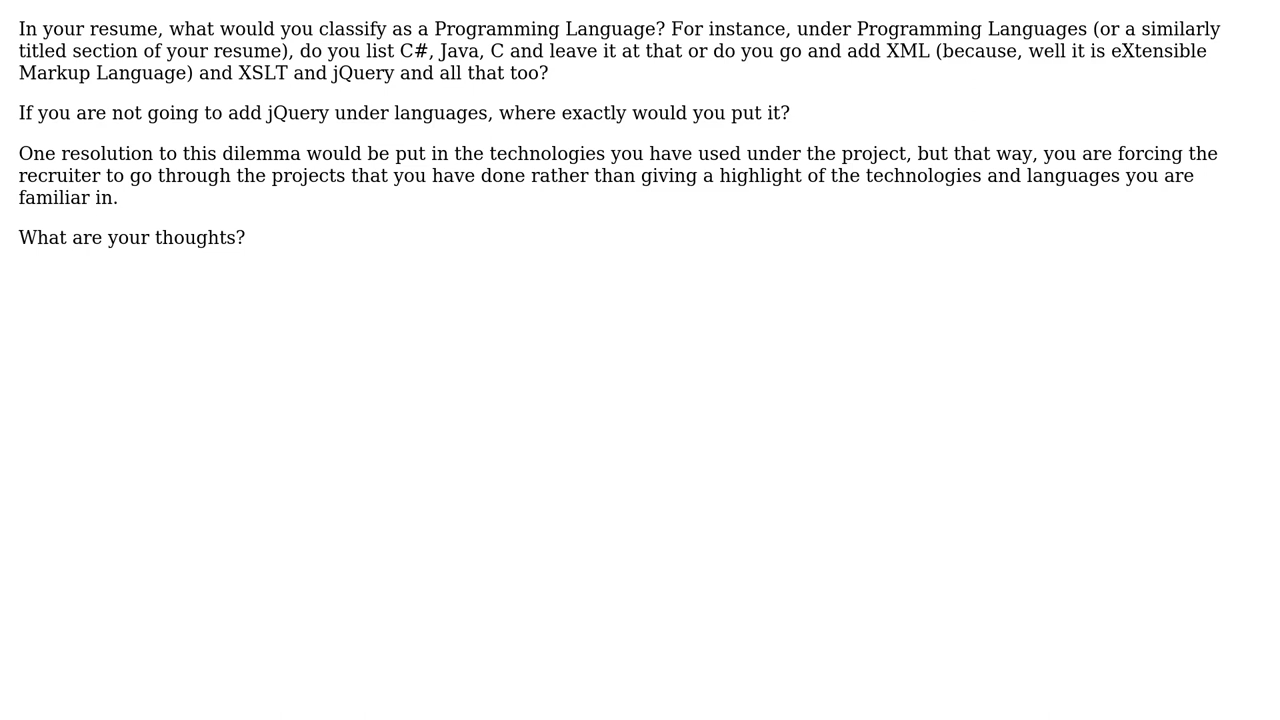 In your resume, what would you classify as a Programming Language? For instance, under Programming Languages (or a similarly
titled section of your resume), do you list C#, Java, C and leave it at that or do you go and add XML (because, well it is eXtensible
Markup Language) and XSLT and jQuery and all that too?
If you are not going to add jQuery under languages, where exactly would you put it?
One resolution to this dilemma would be put in the technologies you have used under the project, but that way, you are forcing the
recruiter to go through the projects that you have done rather than giving a highlight of the technologies and languages you are
familiar in.
What are your thoughts?